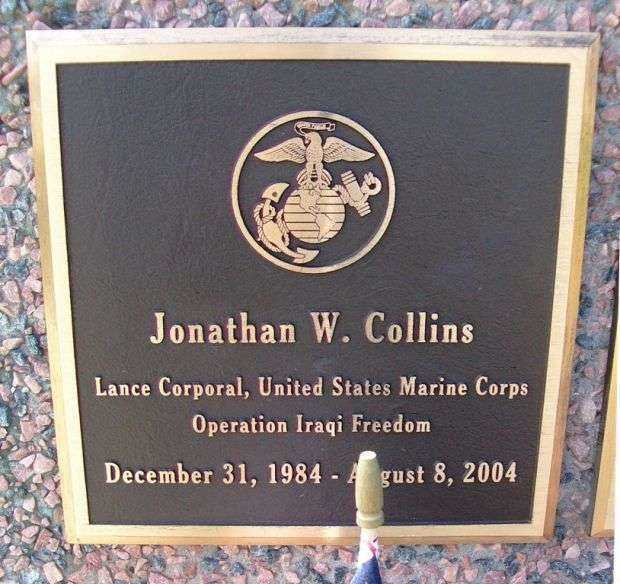 Jonathan W. Collins
Lance Corporal, United States Marine Corps
Operation Iraqi Freedom
December 31, 1984 - August 8, 2004